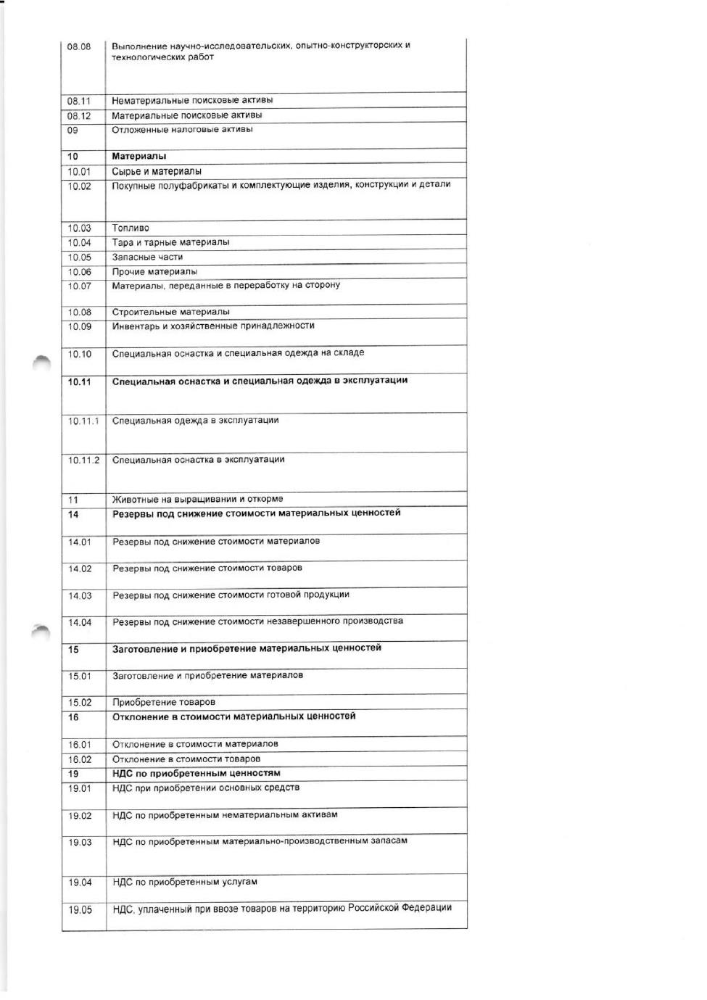 08.08 Выполнение научно-исследовательских, опытно-конструкторских и
технологических работ
08.11 Нематериальные поисковые активы
08.12 Материальные поисковые активы
09 Отложенные налоговые активы
10 Материалы
10.01 Сырье и материалы
10.02 Покупные полуфабрикаты и комплектующие изделия, конструкции и детали
10.03 Топливо
10.04 Тара и тарные материалы
10.05 Запасные части
10.06 Прочие материалы
10.07 Материалы, переданные в переработку на сторону
10.08 Строительные материалы
10.09 Инвентарь и хозяйственные принадлежности
10.10 Специальная оснастка и специальная одежда на складе
10.11 Специальная оснастка и специальная одежда в эксплуатации
10.11.1 Специальная одежда в эксплуатации
10.11.2 Специальная оснастка в эксплуатации
11 Животные на выращивании и откорме
14 Резервы под снижение стоимости материальных ценностей
14.01 Резервы под снижение стоимости материалов
14.02 Резервы под снижение стоимости товаров
14.03 Резервы под снижение стоимости готовой продукции
14.04 Резервы под снижение стоимости незавершенного производства
15 Заготовление и приобретение материальных ценностей
15.01 Заготовление и приобретение материалов
15.02 Приобретение товаров
16 Отклонение в стоимости материальных ценностей
16.01 Отклонение в стоимости материалов
16.02 Отклонение в стоимости товаров
19 НДС по приобретенным ценностям
19.01 НДС при приобретении основных средств
19.02 НДС по приобретенным нематериальным активам
19.03 НДС по приобретенным материально-производственным запасам
19.04 НДС по приобретенным услугам
19.05 НДС, уплаченный при ввозе товаров на территорию Российской Федерации